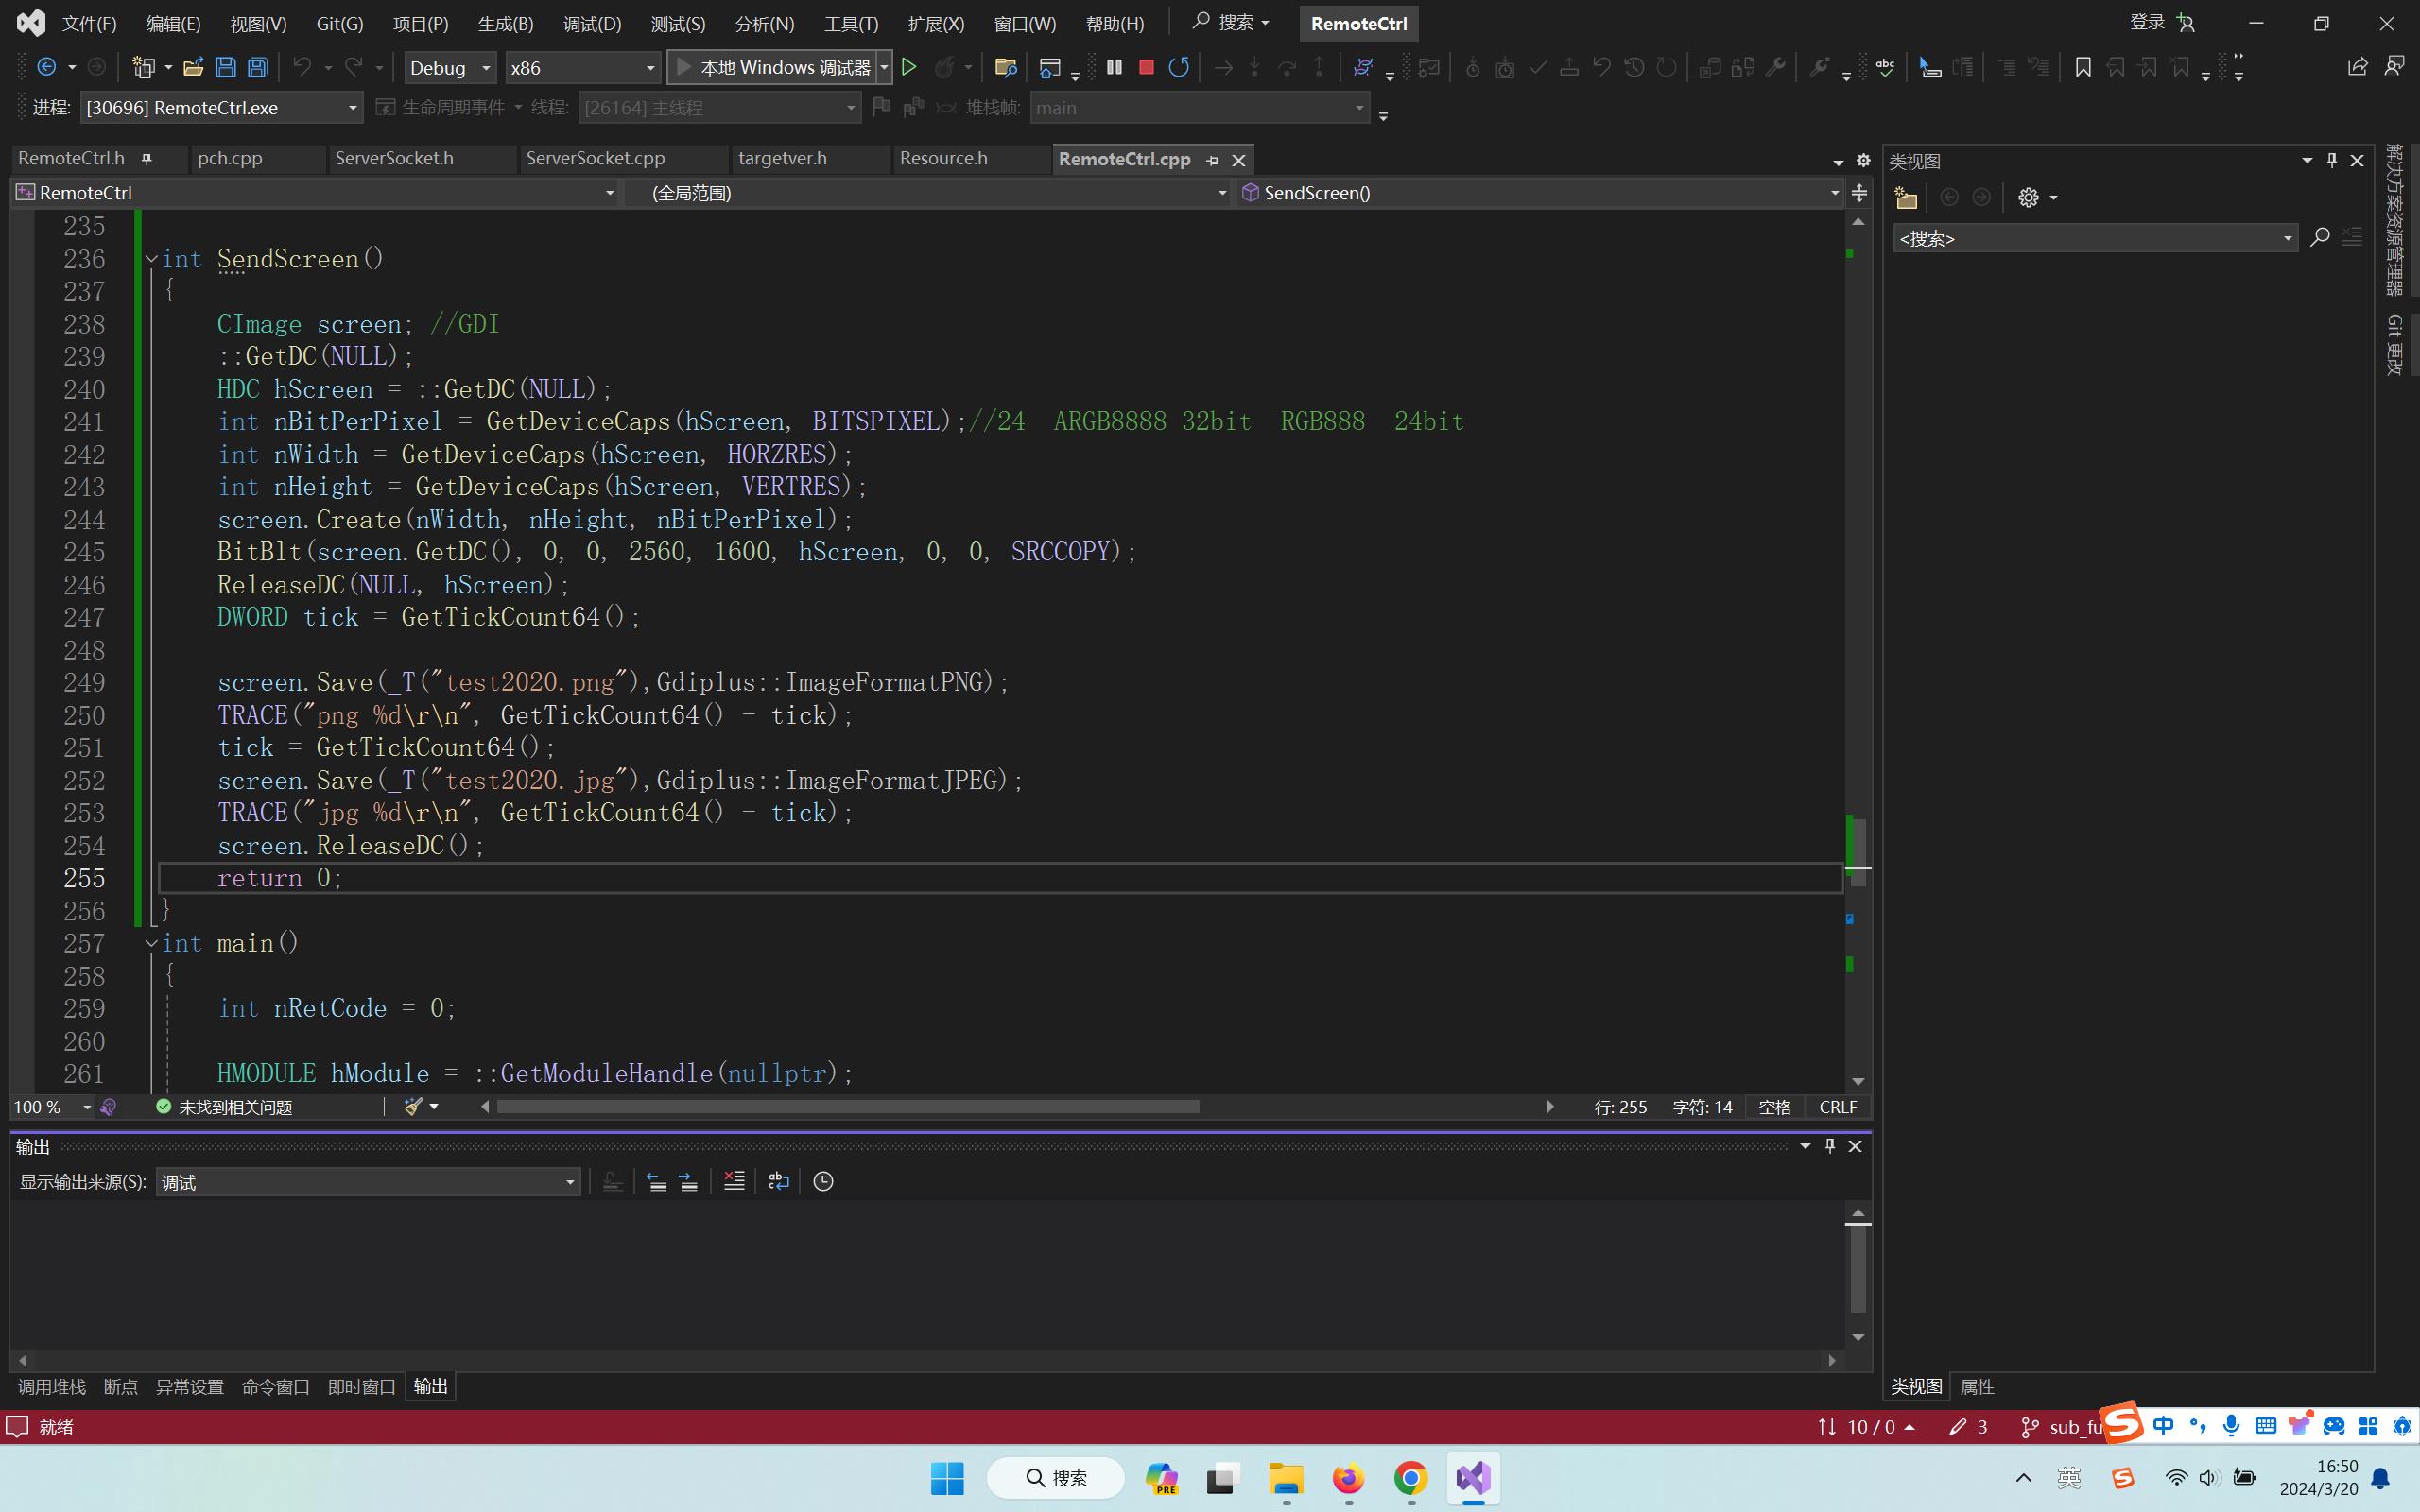 文件(F) 编辑(E) 视图(V) Git(G) 项目(P) 生成(B) 调试(D) 测试(S) 分析(N) 工具(T) 扩展(X) 窗口(W) 帮助(H) 搜索 RemoteCtrl 登录
Debug x86 本地 Windows 调试器
进程: [30696] RemoteCtrl.exe 生命周期事件 线程: [26164] 主线程 堆栈帧: main
RemoteCtrl.h pch.cpp ServerSocket.h ServerSocket.cpp targetver.h Resource.h RemoteCtrl.cpp
RemoteCtrl (全局范围) SendScreen()
235
236 int SendScreen()
237 {
238 CImage screen; //GDI
239 ::GetDC(NULL);
240 HDC hScreen = ::GetDC(NULL);
241 int nBitPerPixel = GetDeviceCaps(hScreen, BITSPIXEL);//24 ARGB8888 32bit RGB888 24bit
242 int nWidth = GetDeviceCaps(hScreen, HORZRES);
243 int nHeight = GetDeviceCaps(hScreen, VERTRES);
244 screen.Create(nWidth, nHeight, nBitPerPixel);
245 BitBlt(screen.GetDC(), 0, 0, 2560, 1600, hScreen, 0, 0, SRCCOPY);
246 ReleaseDC(NULL, hScreen);
247 DWORD tick = GetTickCount64();
248
249 screen.Save(_T("test2020.png"),Gdiplus::ImageFormatPNG);
250 TRACE("png %d\r\n", GetTickCount64() - tick);
251 tick = GetTickCount64();
252 screen.Save(_T("test2020.jpg"),Gdiplus::ImageFormatJPEG);
253 TRACE("jpg %d\r\n", GetTickCount64() - tick);
254 screen.ReleaseDC();
255 return 0;
256 }
257 int main()
258 {
259 int nRetCode = 0;
260
261 HMODULE hModule = ::GetModuleHandle(nullptr);
100 % 未找到相关问题 行: 255 字符: 14 空格 CRLF
输出
显示输出来源(S): 调试
调用堆栈 断点 异常设置 命令窗口 即时窗口 输出
类视图
<搜索>
类视图 属性
解决方案资源管理器
Git 更改
就绪 10 / 0 3 sub_fu 中
搜索 PRE 英 16:50
2024/3/20